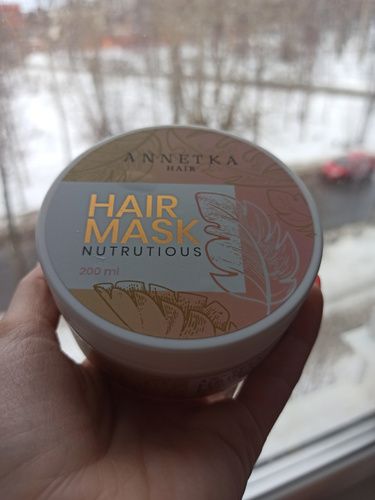 ANNETKA
HAIR
HAIR
MASK
NUTRUTIOUS
200 ml